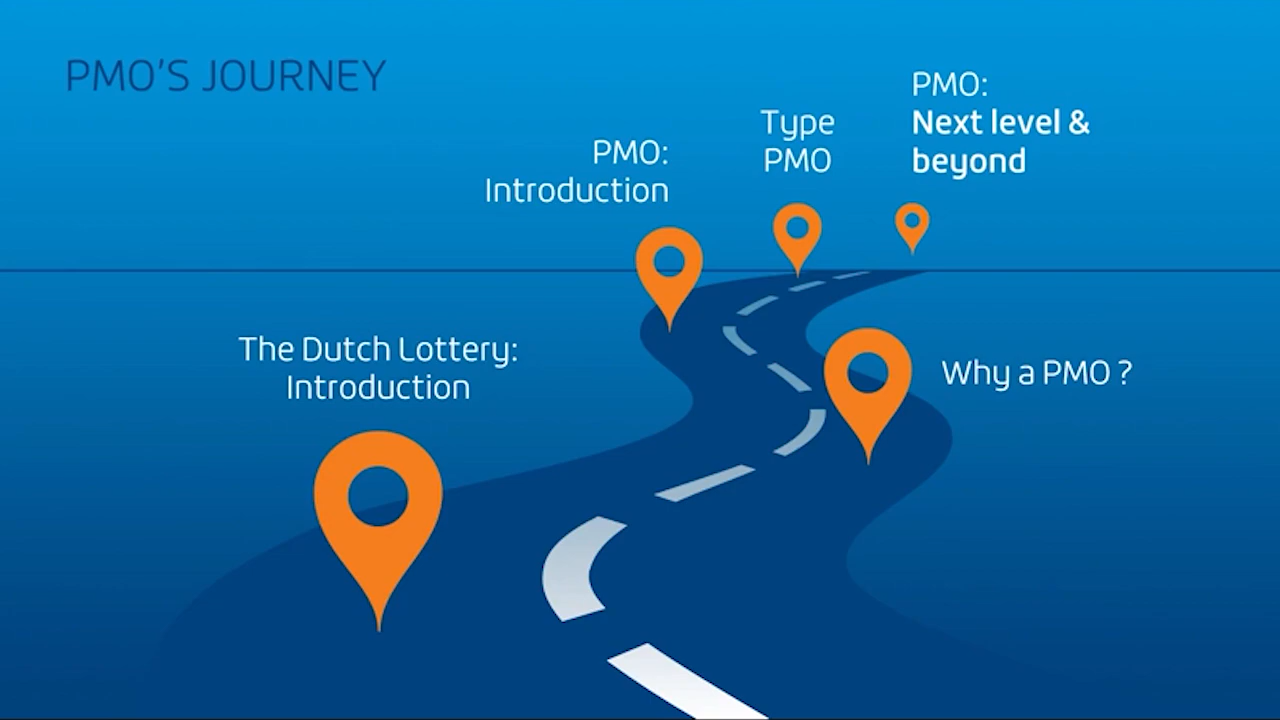 PMO'S JOURNEY
PMO:
Next level &
beyond
Type
PMO
PMO:
Introduction
The Dutch Lottery:
Introduction
Why a PMO ?